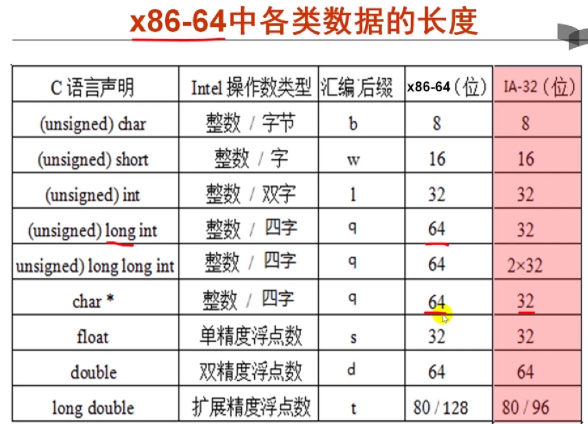 x86-64中各类数据的长度
C 语言声明 Intel 操作数类型 汇编后缀 x86-64（位） IA-32（位）
(unsigned) char 整数 / 字节 b 8 8
(unsigned) short 整数 / 字 w 16 16
(unsigned) int 整数 / 双字 l 32 32
(unsigned) long int 整数 / 四字 q 64 32
unsigned) long long int 整数 / 四字 q 64 2×32
char * 整数 / 四字 q 64 32
float 单精度浮点数 s 32 32
double 双精度浮点数 d 64 64
long double 扩展精度浮点数 t 80 / 128 80 / 96